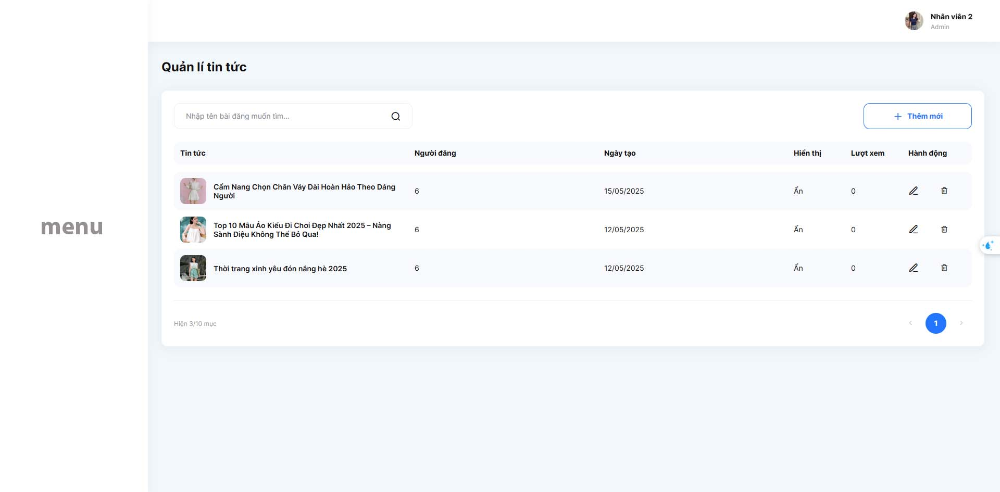 Nhân viên 2
Admin
Quản lí tin tức
menu
Nhập tên bài đăng muốn tìm...
Thêm mới
Tin tức Người đăng Ngày tạo Hiển thị Lượt xem Hành động
Cẩm Nang Chọn Chân Váy Dài Hoàn Hảo Theo Dáng
Người
6 15/05/2025 Ẩn 0
Top 10 Mẫu Áo Kiểu Đi Chơi Đẹp Nhất 2025 – Nàng
Sành Điệu Không Thể Bỏ Qua!
6 12/05/2025 Ẩn 0
Thời trang xinh yêu đón nắng hè 2025 6 12/05/2025 Ẩn 0
Hiện 3/10 mục
1